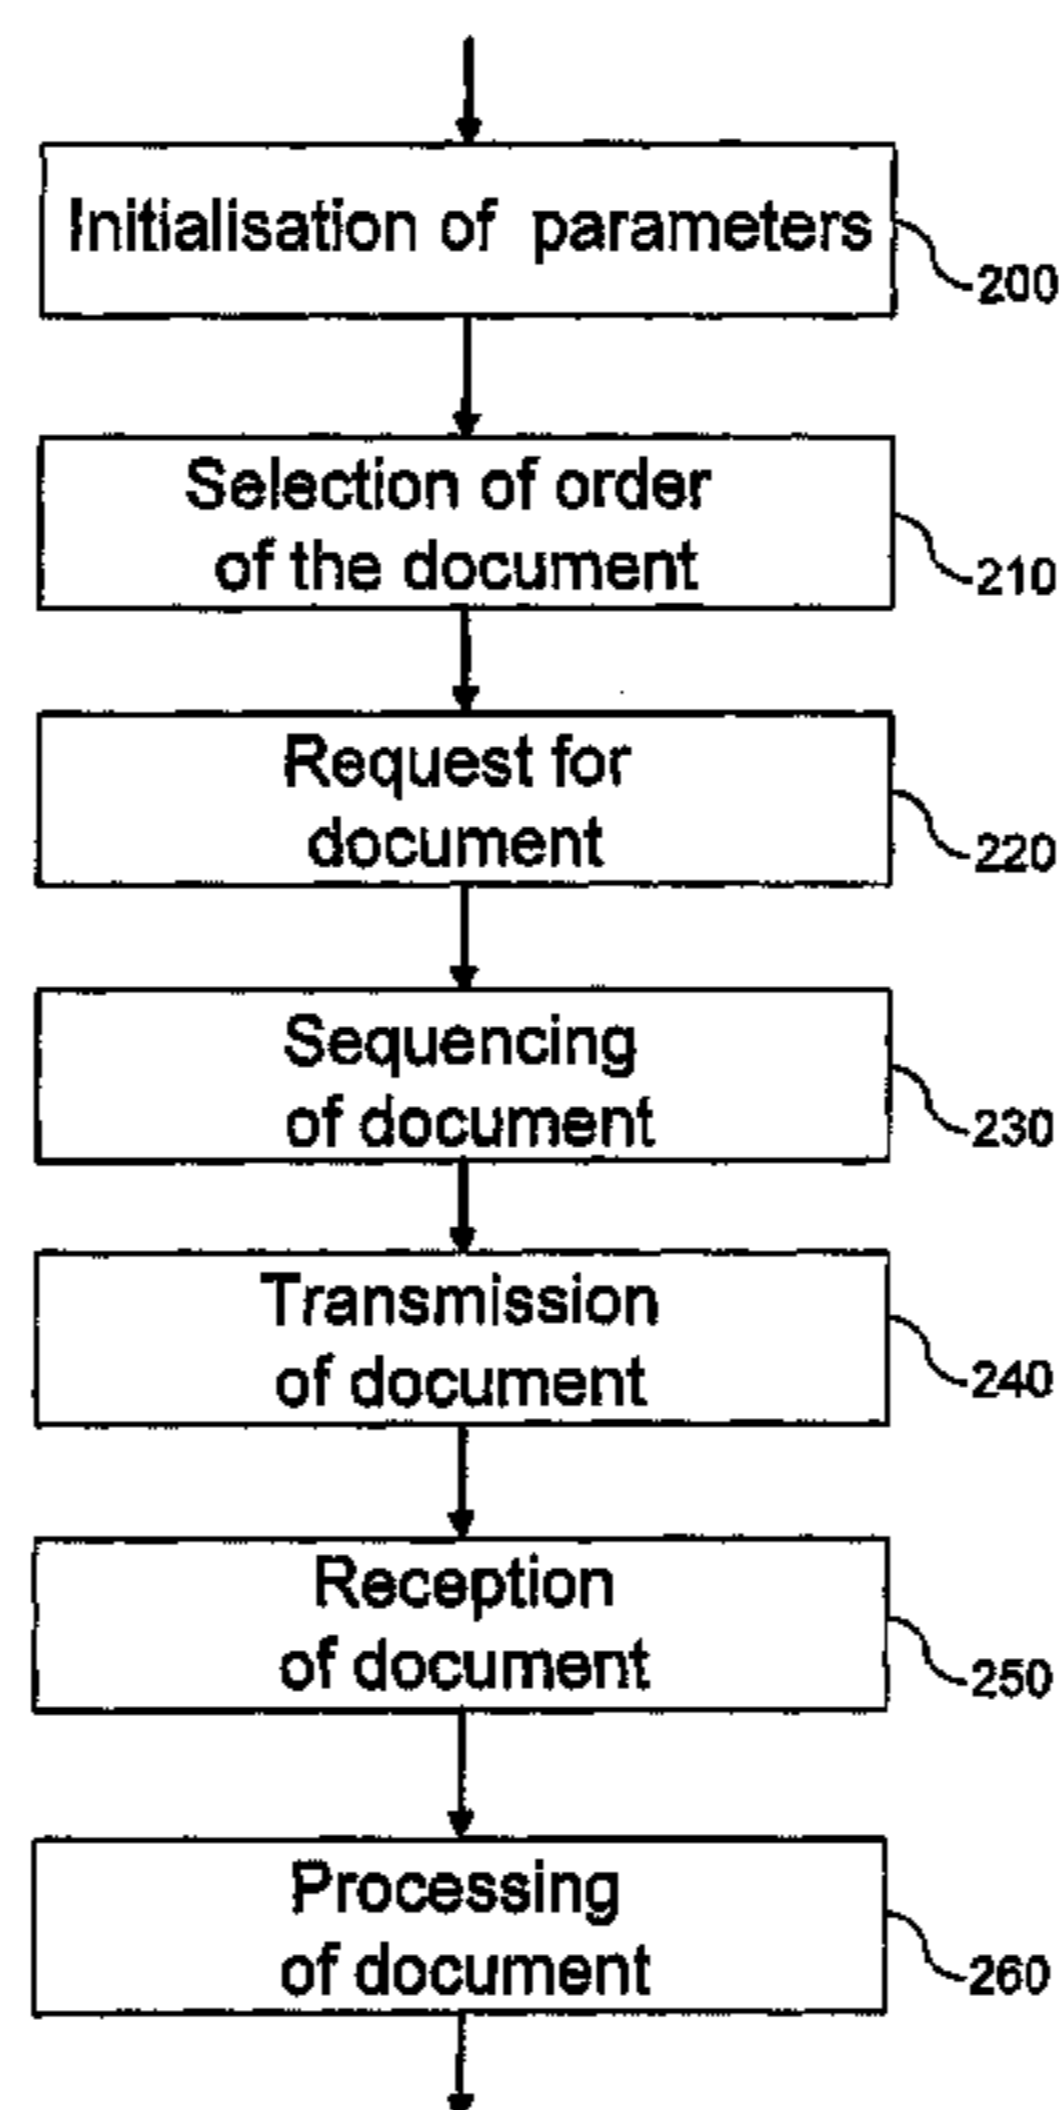 Initialisation of parameters
200
Selection of order
of the document
210
Request for
document
220
Sequencing
of document
230
Transmission
of document
240
Reception
of document
250
Processing
of document
260